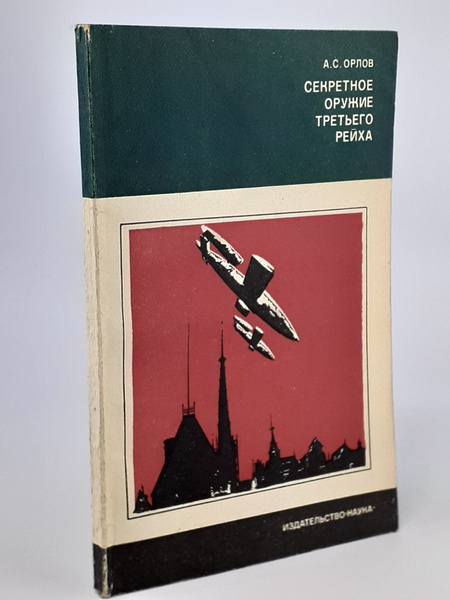 А.С. ОРЛОВ
СЕКРЕТНОЕ
ОРУЖИЕ
ТРЕТЬЕГО
РЕЙХА
ИЗДАТЕЛЬСТВО·НАУКА·